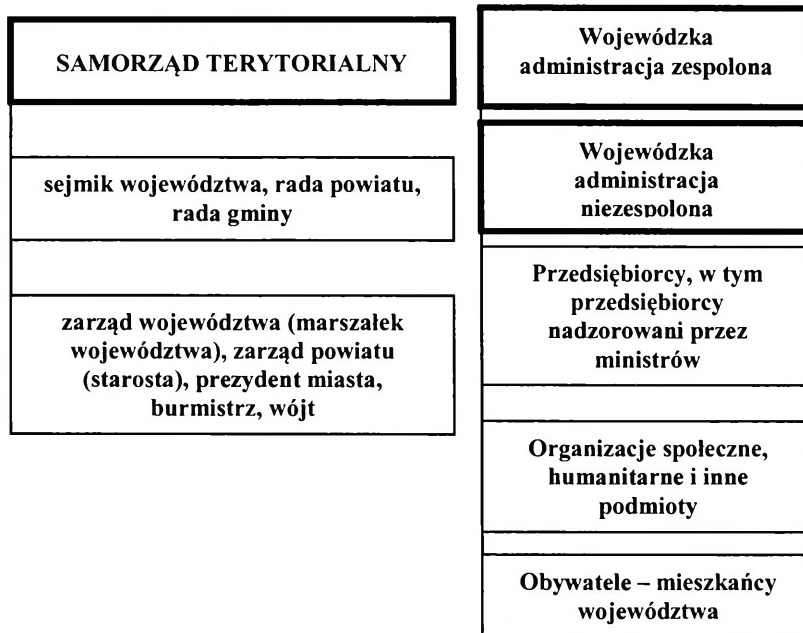 SAMORZĄD TERYTORIALNY
sejmik województwa, rada powiatu,
rada gminy
zarząd województwa (marszałek
województwa), zarząd powiatu
(starosta), prezydent miasta,
burmistrz, wójt
Wojewódzka
administracja zespolona
Wojewódzka
administracja
niezespolona
Przedsiębiorcy, w tym
przedsiębiorcy
nadzorowani przez
ministrów
Organizacje społeczne,
humanitarne i inne
podmioty
Obywatele – mieszkańcy
województwa